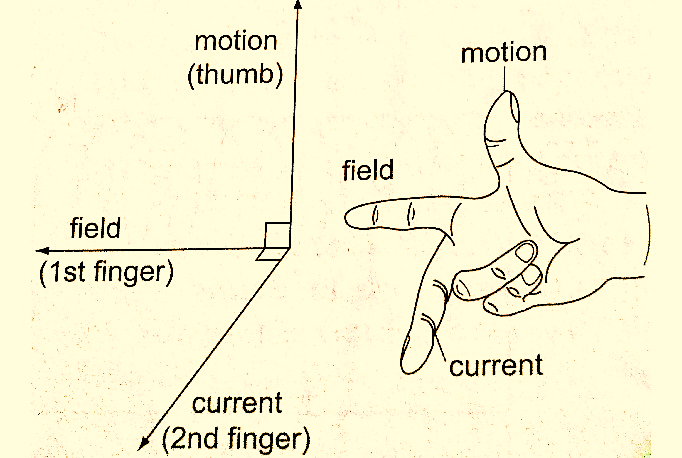 motion
(thumb)
field
(1st finger)
current
(2nd finger)
motion
field
current